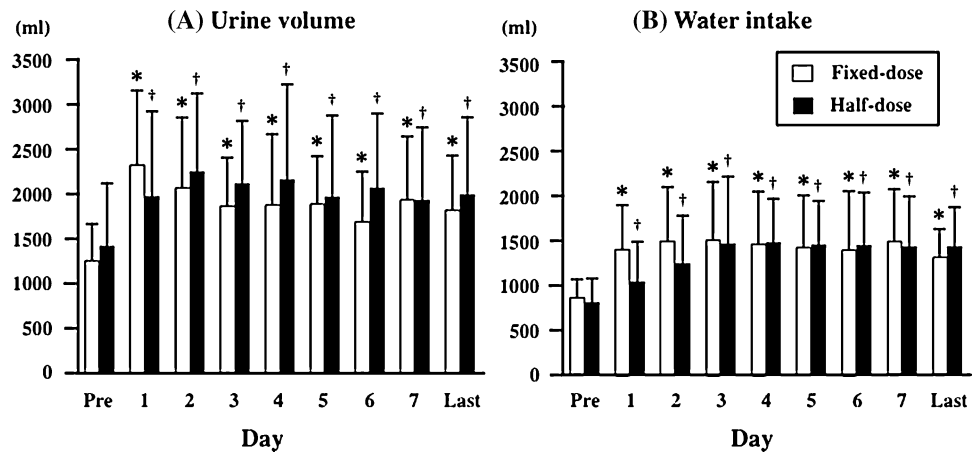 (A) Urine volume
(ml)
3500
3000
2500
2000
1500
1000
500
0
* † * † * † * † * † * † * † * †
Pre 1 2 3 4 5 6 7 Last
Day
(B) Water intake
(ml)
3500
3000
2500
2000
1500
1000
500
0
Fixed-dose
Half-dose
* † * † * † * † * † * † * † * †
Pre 1 2 3 4 5 6 7 Last
Day